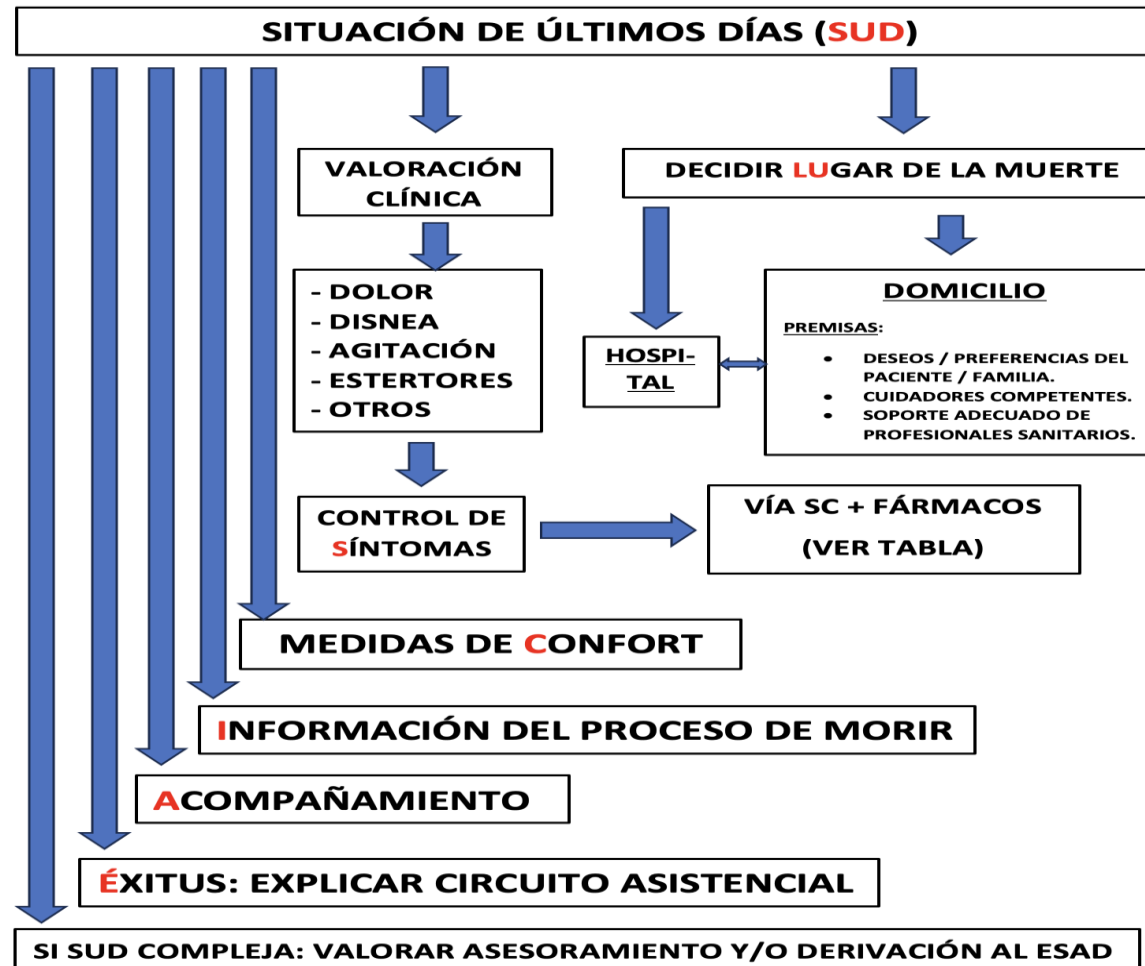 SITUACIÓN DE ÚLTIMOS DÍAS (SUD)
VALORACIÓN
CLÍNICA
DECIDIR LUGAR DE LA MUERTE
- DOLOR
- DISNEA
- AGITACIÓN
- ESTERTORES
- OTROS
HOSPI-
TAL
DOMICILIO
PREMISAS:
• DESEOS / PREFERENCIAS DEL
PACIENTE / FAMILIA.
• CUIDADORES COMPETENTES.
• SOPORTE ADECUADO DE
PROFESIONALES SANITARIOS.
CONTROL DE
SÍNTOMAS
VÍA SC + FÁRMACOS
(VER TABLA)
MEDIDAS DE CONFORT
INFORMACIÓN DEL PROCESO DE MORIR
ACOMPAÑAMIENTO
ÉXITUS: EXPLICAR CIRCUITO ASISTENCIAL
SI SUD COMPLEJA: VALORAR ASESORAMIENTO Y/O DERIVACIÓN AL ESAD